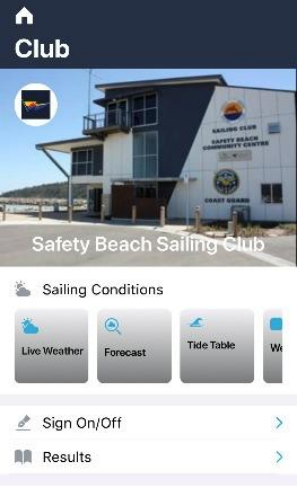 Club
SAILING CLUB
SAFETY BEACH
COMMUNITY CENTRE
COAST GUARD
Safety Beach Sailing Club
Sailing Conditions
Live Weather
Forecast
Tide Table
We
Sign On/Off
Results